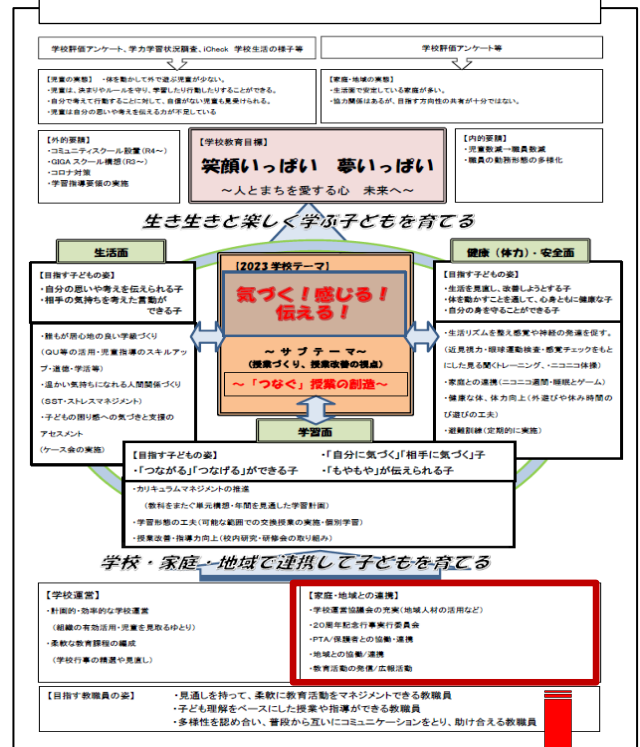 学校評価アンケート、学力学習状況調査、iCheck 学校生活の様子等
学校評価アンケート等
【児童の実態】 ・体を動かして外で遊ぶ児童が少ない。
・児童は、決まりやルールを守り、学習したり行動したりすることができる。
・自分で考えて行動することに対して、自信がない児童も見受けられる。
・児童は自分の思いや考えを伝える力が不足している
【家庭・地域の実態】
・生活面で安定している家庭が多い。
・協力関係はあるが、目指す方向性の共有が十分ではない。
【外的要請】
・コミュニティスクール設置(R4～)
・GIGAスクール構想(R3～)
・コロナ対策
・学習指導要領の実施
【学校教育目標】
笑顔いっぱい 夢いっぱい
～人とまちを愛する心 未来へ～
【内的要請】
・児童数減→職員数減
・職員の勤務形態の多様化
生き生きと楽しく学ぶ子どもを育てる
生活面
【目指す子どもの姿】
・自分の思いや考えを伝えられる子
・相手の気持ちを考えた言動が
できる子
・誰もが居心地の良い学級づくり
(QU等の活用・児童指導のスキルアッ
プ・道徳・学活等)
・温かい気持ちになれる人間関係づくり
(SST・ストレスマネジメント)
・子どもの困り感への気づきと支援の
アセスメント
(ケース会の実施)
【2023学校テーマ】
気づく！感じる！
伝える！
～サブテーマ～
(授業づくり、授業改善の視点)
～「つなぐ」授業の創造～
健康(体力)・安全面
【目指す子どもの姿】
・生活を見直し、改善しようとする子
・体を動かすことを通して、心身ともに健康な子
・自分の身を守ることができる子
・生活リズムを整え感覚や神経の発達を促す。
(近見視力・眼球運動検査・感覚チェックをもと
にした見る聞くトレーニング、・ニコニコ体操)
・家庭との連携(ニコニコ週間・睡眠とゲーム)
・健康な体、体力向上(外遊びや休み時間の
び遊びの工夫)
・避難訓練(定期的に実施)
学習面
【目指す子どもの姿】 ・「自分に気づく」「相手に気づく」子
・「つながる」「つなげる」ができる子 ・「もやもや」が伝えられる子
・カリキュラムマネジメントの推進
(教科をまたぐ単元構想・年間を見通した学習計画)
・学習形態の工夫(可能な範囲での交換授業の実施・個別学習)
・授業改善・指導力向上(校内研究・研修会の取り組み)
学校・家庭・地域で連携して子どもを育てる
【学校運営】
・計画的・効率的な学校運営
(組織の有効活用・児童を見取るゆとり)
・柔軟な教育課程の編成
(学校行事の精選や見直し)
【家庭・地域との連携】
・学校運営協議会の充実(地域人材の活用など)
・20周年記念行事実行委員会
・PTA/保護者との協働・連携
・地域との協働/連携
・教育活動の発信/広報活動
【目指す教職員の姿】 ・見通しを持って、柔軟に教育活動をマネジメントできる教職員
・子ども理解をベースにした授業や指導ができる教職員
・多様性を認め合い、普段から互いにコミュニケーションをとり、助け合える教職員